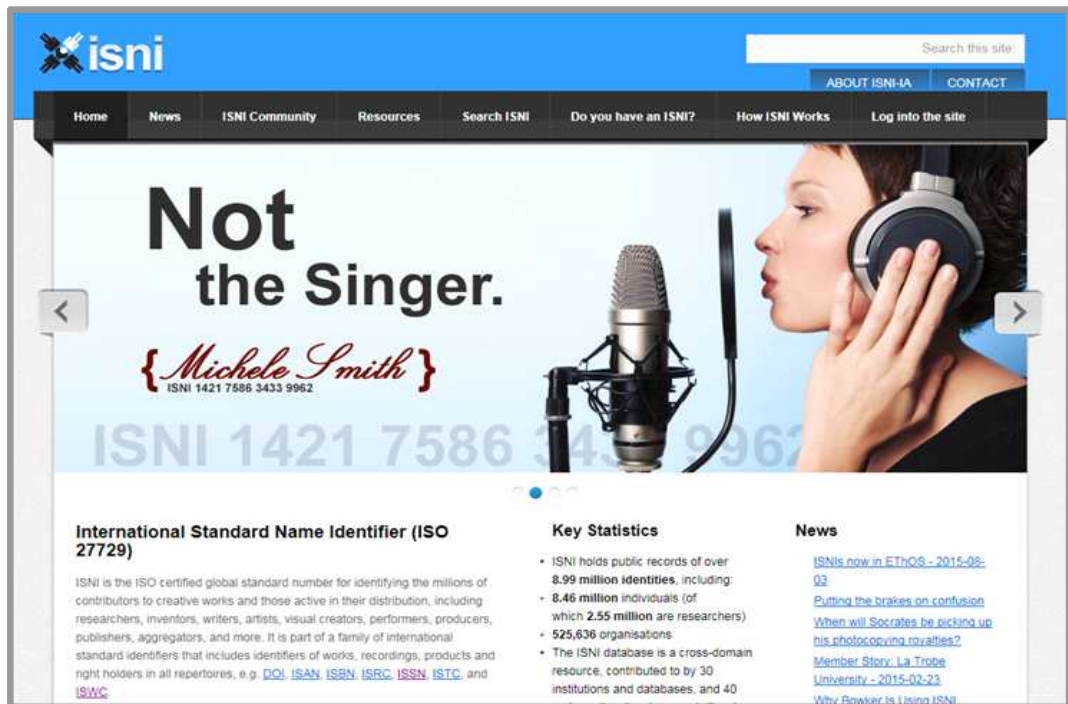 isni
Search this site
ABOUT ISNI-IA CONTACT
Home News ISNI Community Resources Search ISNI Do you have an ISNI? How ISNI Works Log into the site
Not
the Singer.
{ Michele Smith }
ISNI 1421 7586 3433 9962
ISNI 1421 7586 343 9962
International Standard Name Identifier (ISO
27729)
ISNI is the ISO certified global standard number for identifying the millions of
contributors to creative works and those active in their distribution, including
researchers, inventors, writers, artists, visual creators, performers, producers,
publishers, aggregators, and more. It is part of a family of international
standard identifiers that includes identifiers of works, recordings, products and
right holders in all repertoires, e.g. DOI, ISAN, ISBN, ISRC, ISSN, ISTC, and
ISWC.
Key Statistics
• ISNI holds public records of over
8.99 million identities, including:
• 8.46 million individuals (of
which 2.55 million are researchers)
• 525,636 organisations
• The ISNI database is a cross-domain
resource, contributed to by 30
institutions and databases, and 40
News
ISNIs now in EThOS - 2015-08-
03
Putting the brakes on confusion
When will Socrates be picking up
his photocopying royalties?
Member Story: La Trobe
University - 2015-02-23
Why Bowker Is Using ISNI